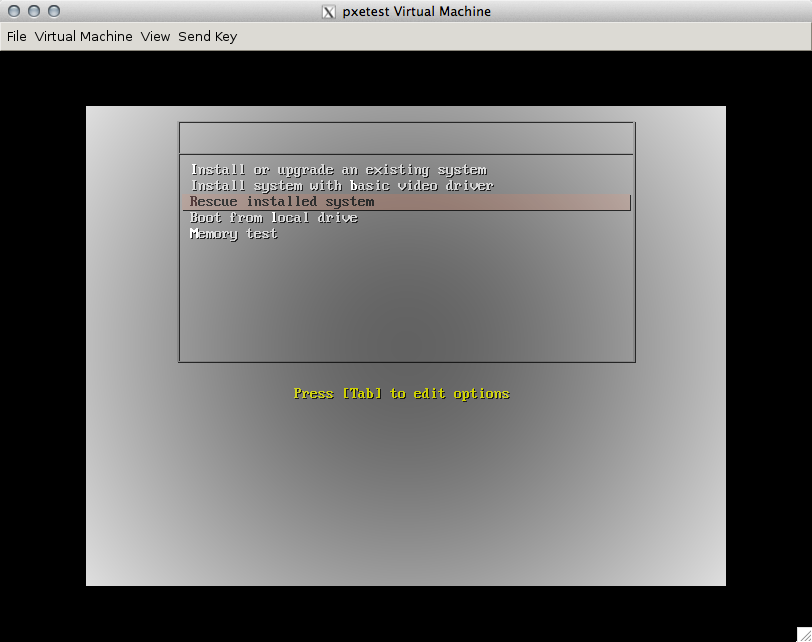 pxetest Virtual Machine
File Virtual Machine View Send Key
Install or upgrade an existing system
Install system with basic video driver
Rescue installed system
Boot from local drive
Memory test
Press [Tab] to edit options